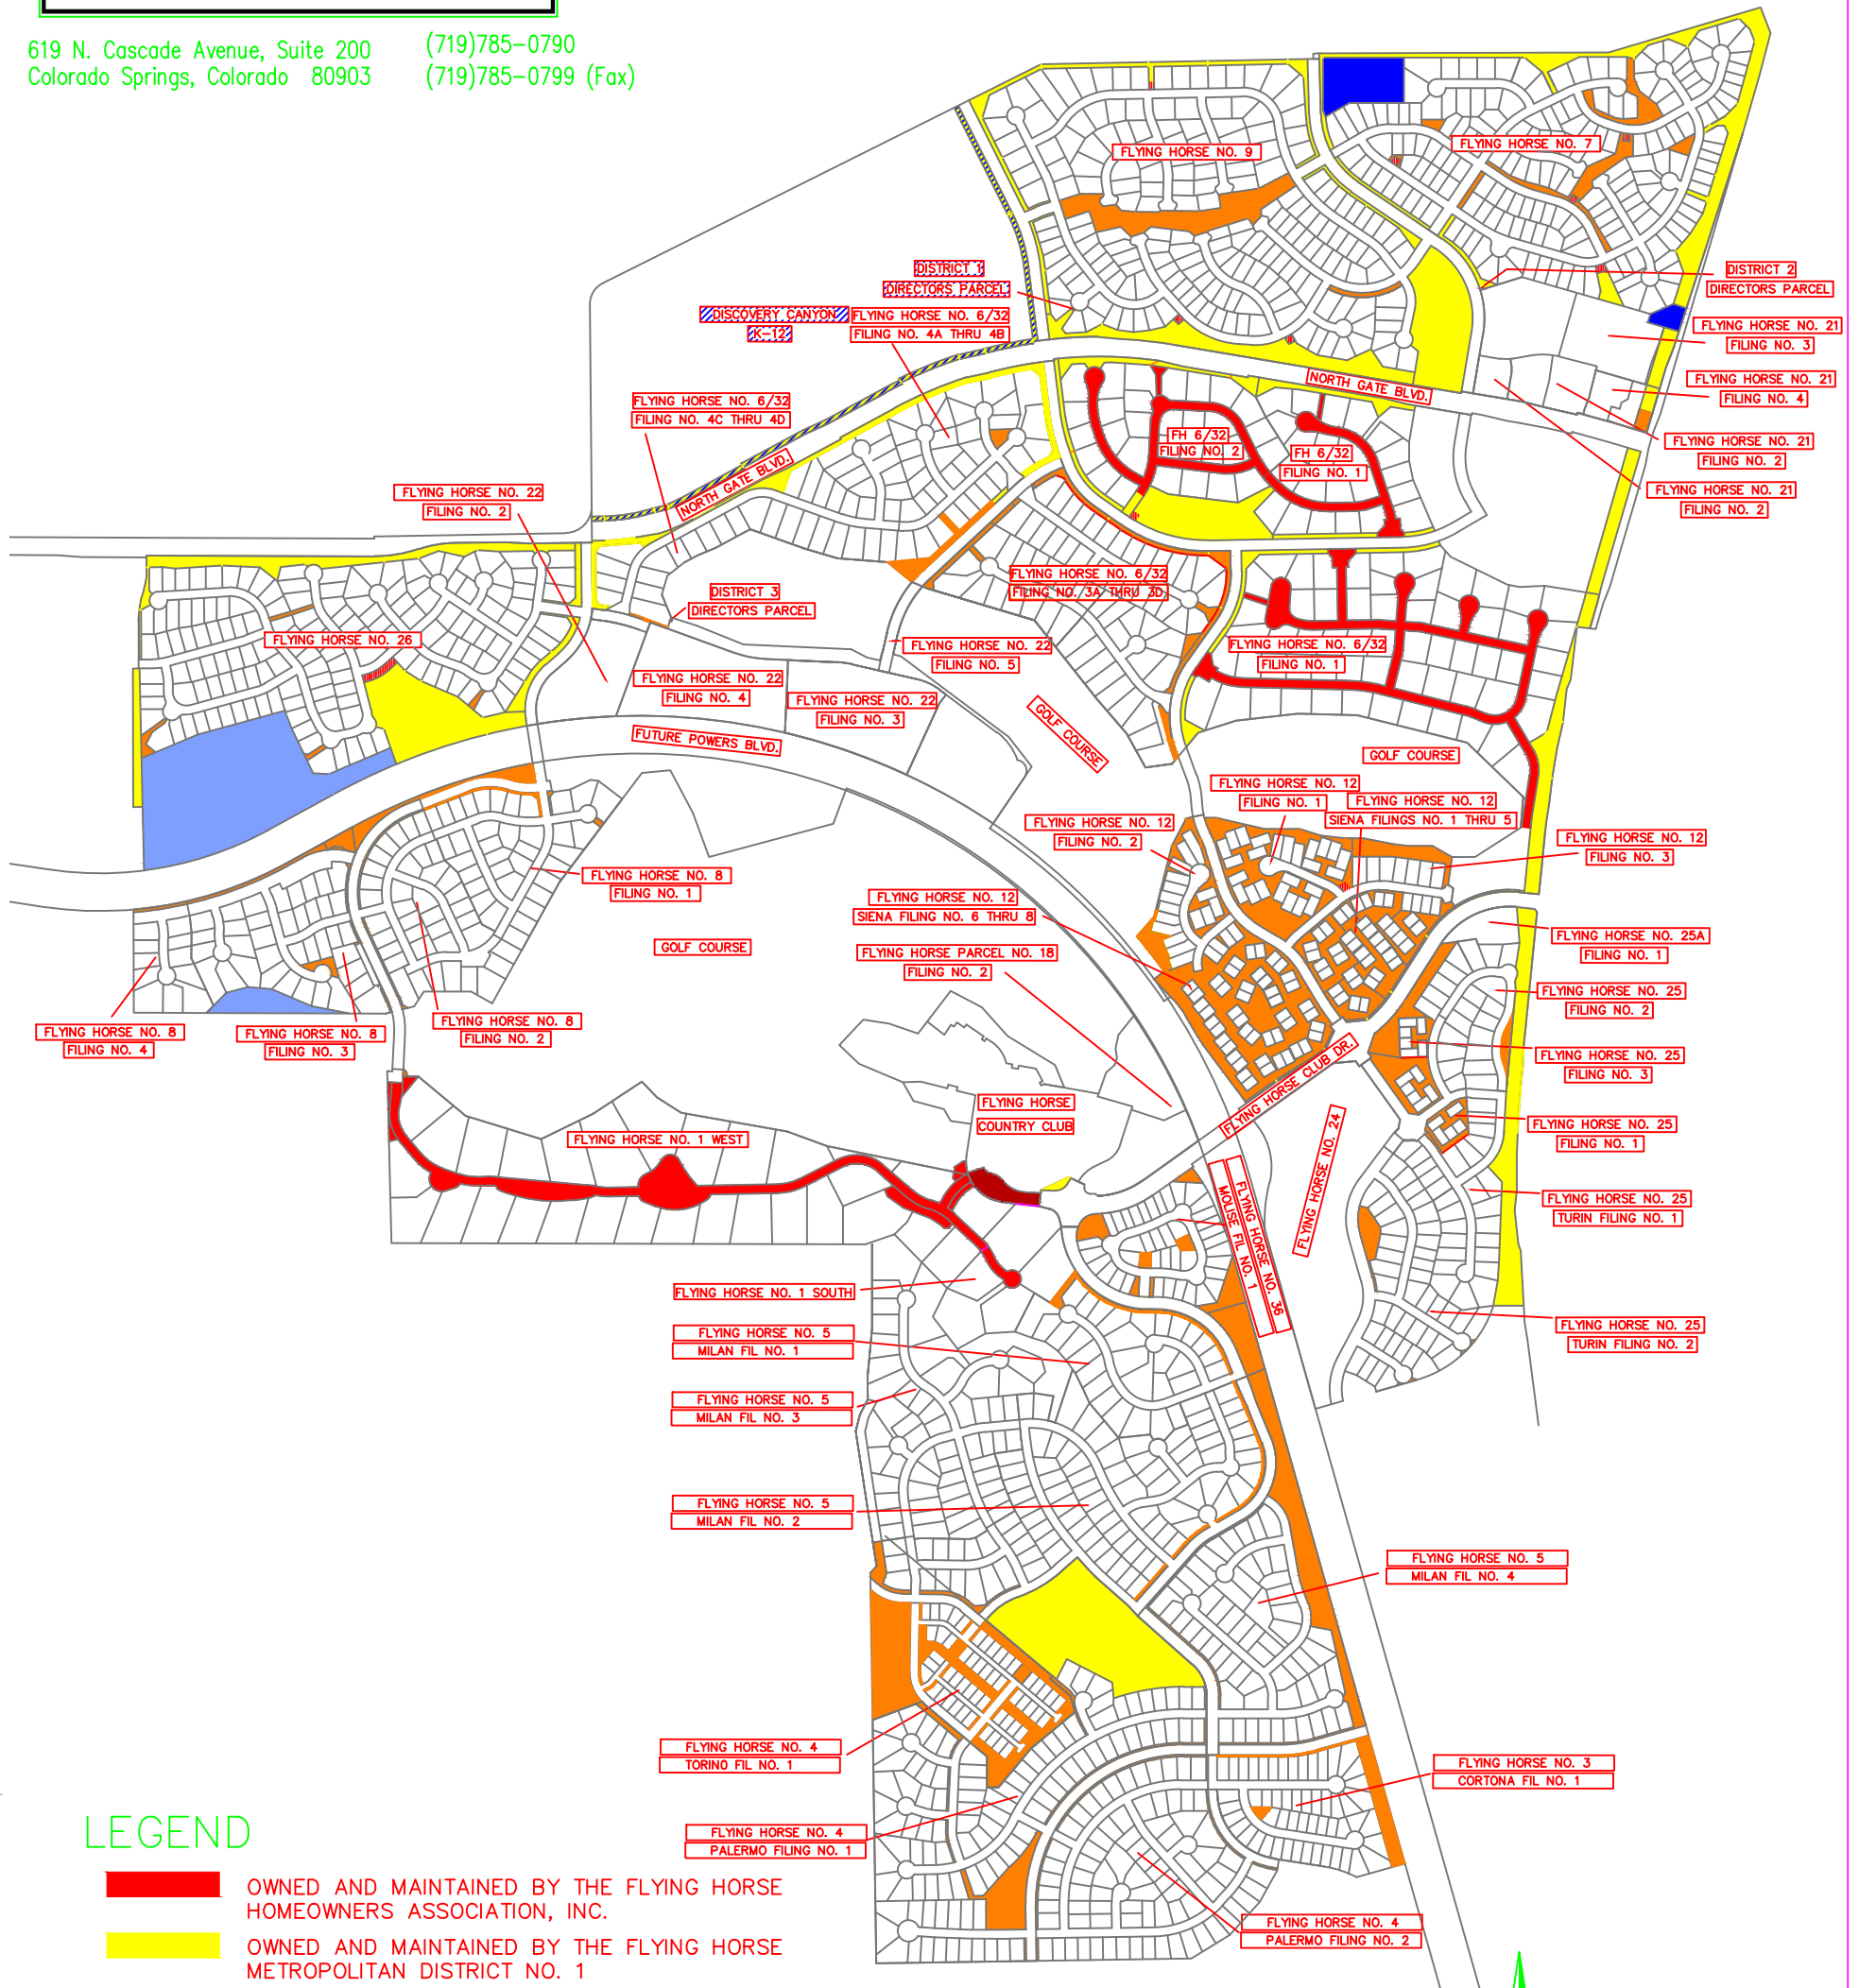 619 N. Cascade Avenue, Suite 200
(719)785-0790
Colorado Springs, Colorado 80903
(719)785-0799 (Fax)
FLYING HORSE NO. 9
FLYING HORSE NO. 7
DISTRICT 1
DIRECTORS PARCEL
DISTRICT 2
DIRECTORS PARCEL
DISCOVERY CANYON
K-12
FLYING HORSE NO. 6/32
FILING NO. 4A THRU 4B
FLYING HORSE NO. 21
FILING NO. 3
FLYING HORSE NO. 21
FILING NO. 4
NORTH GATE BLVD.
FLYING HORSE NO. 6/32
FILING NO. 4C THRU 4D
FH 6/32
FILING NO. 2
FH 6/32
FILING NO. 1
FLYING HORSE NO. 21
FILING NO. 2
FLYING HORSE NO. 21
FILING NO. 2
NORTH GATE BLVD.
FLYING HORSE NO. 22
FILING NO. 2
DISTRICT 3
DIRECTORS PARCEL
FLYING HORSE NO. 6/32
FILING NO. 3A THRU 3D
FLYING HORSE NO. 26
FLYING HORSE NO. 22
FILING NO. 5
FLYING HORSE NO. 6/32
FILING NO. 1
FLYING HORSE NO. 22
FILING NO. 4
FLYING HORSE NO. 22
FILING NO. 3
GOLF COURSE
FUTURE POWERS BLVD.
GOLF COURSE
FLYING HORSE NO. 12
FILING NO. 1
FLYING HORSE NO. 12
SIENA FILINGS NO. 1 THRU 5
FLYING HORSE NO. 12
FILING NO. 2
FLYING HORSE NO. 12
FILING NO. 3
FLYING HORSE NO. 8
FILING NO. 1
FLYING HORSE NO. 12
SIENA FILING NO. 6 THRU 8
GOLF COURSE
FLYING HORSE PARCEL NO. 18
FILING NO. 2
FLYING HORSE NO. 25A
FILING NO. 1
FLYING HORSE NO. 25
FILING NO. 2
FLYING HORSE NO. 8
FILING NO. 4
FLYING HORSE NO. 8
FILING NO. 3
FLYING HORSE NO. 8
FILING NO. 2
FLYING HORSE NO. 25
FILING NO. 3
FLYING HORSE CLUB DR.
FLYING HORSE
COUNTRY CLUB
FLYING HORSE NO. 24
FLYING HORSE NO. 25
FILING NO. 1
FLYING HORSE NO. 1 WEST
FLYING HORSE NO. 25
TURIN FILING NO. 1
FLYING HORSE NO. 36
MOUSE FIL NO. 1
FLYING HORSE NO. 1 SOUTH
FLYING HORSE NO. 25
TURIN FILING NO. 2
FLYING HORSE NO. 5
MILAN FIL NO. 1
FLYING HORSE NO. 5
MILAN FIL NO. 3
FLYING HORSE NO. 5
MILAN FIL NO. 2
FLYING HORSE NO. 5
MILAN FIL NO. 4
FLYING HORSE NO. 4
TORINO FIL NO. 1
FLYING HORSE NO. 3
CORTONA FIL NO. 1
FLYING HORSE NO. 4
PALERMO FILING NO. 1
FLYING HORSE NO. 4
PALERMO FILING NO. 2
LEGEND
OWNED AND MAINTAINED BY THE FLYING HORSE
HOMEOWNERS ASSOCIATION, INC.
OWNED AND MAINTAINED BY THE FLYING HORSE
METROPOLITAN DISTRICT NO. 1